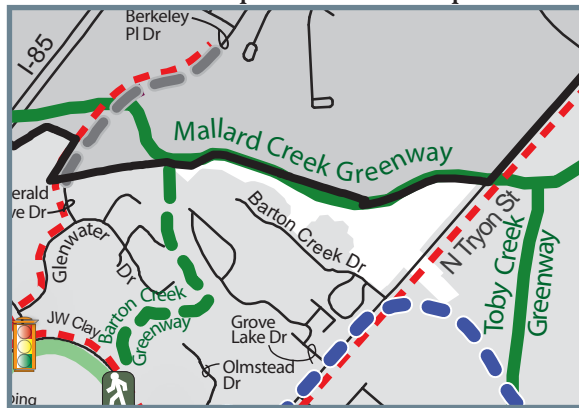 Berkeley
Pl Dr
I-85
Mallard Creek Greenway
erald
ve Dr
Glenwater
Dr
Barton Creek Dr
N Tryon St
Toby Creek
Greenway
JW Clay
Barton Creek
Greenway
Grove
Lake Dr
Olmstead
Dr
ping